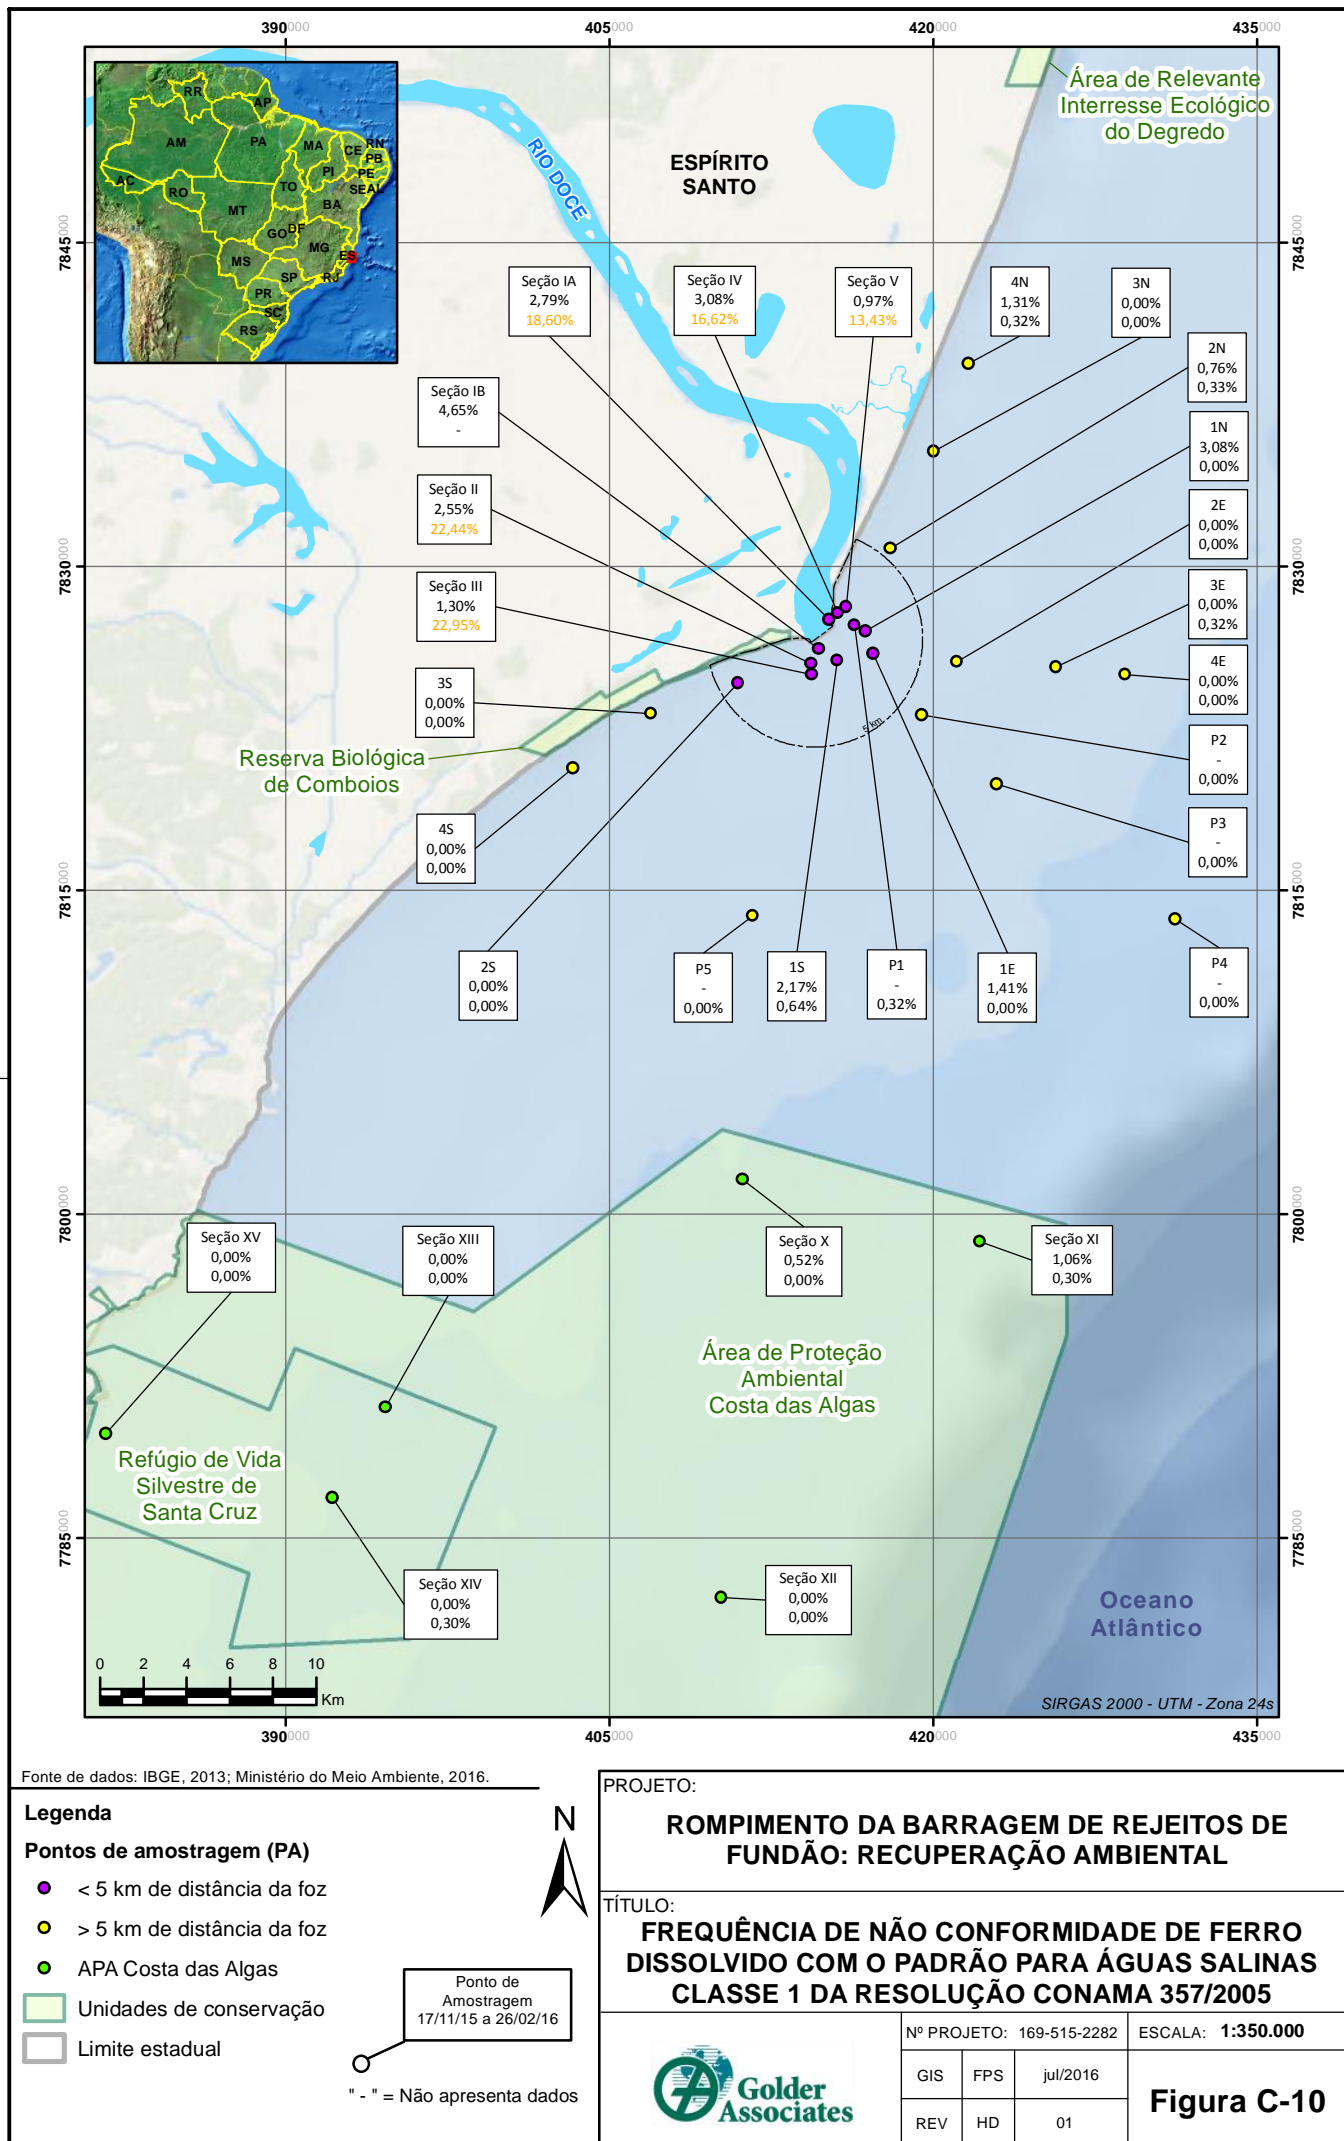 390000 405000 420000 435000
RR
AP
AM
PA
MA
CE
RN
PB
PE
PI
AC
RO
TO
SE AL
BA
MT
GO
DF
MG
ES
MS
SP
RJ
PR
SC
RS
RIO DOCE
ESPÍRITO
SANTO
Área de Relevante
Interresse Ecológico
do Degredo
7845000
7845000
Seção IA
2,79%
18,60%
Seção IV
3,08%
16,62%
Seção V
0,97%
13,43%
4N
1,31%
0,32%
3N
0,00%
0,00%
2N
0,76%
0,33%
Seção IB
4,65%
-
1N
3,08%
0,00%
Seção II
2,55%
22,44%
2E
0,00%
0,00%
7830000
7830000
Seção III
1,30%
22,95%
3E
0,00%
0,32%
4E
0,00%
0,00%
3S
0,00%
0,00%
5 km
P2
-
0,00%
Reserva Biológica
de Comboios
P3
-
0,00%
4S
0,00%
0,00%
7815000
7815000
2S
0,00%
0,00%
P5
-
0,00%
1S
2,17%
0,64%
P1
-
0,32%
1E
1,41%
0,00%
P4
-
0,00%
7800000
7800000
Seção XV
0,00%
0,00%
Seção XIII
0,00%
0,00%
Seção X
0,52%
0,00%
Seção XI
1,06%
0,30%
Área de Proteção
Ambiental
Costa das Algas
Refúgio de Vida
Silvestre de
Santa Cruz
7785000
7785000
Seção XIV
0,00%
0,30%
Seção XII
0,00%
0,00%
Oceano
Atlântico
0 2 4 6 8 10
Km
SIRGAS 2000 - UTM - Zona 24s
390000 405000 420000 435000
Fonte de dados: IBGE, 2013; Ministério do Meio Ambiente, 2016.
Legenda
Pontos de amostragem (PA)
< 5 km de distância da foz
> 5 km de distância da foz
APA Costa das Algas
Unidades de conservação
Limite estadual
N
Ponto de
Amostragem
17/11/15 a 26/02/16
" - " = Não apresenta dados
PROJETO:
ROMPIMENTO DA BARRAGEM DE REJEITOS DE
FUNDÃO: RECUPERAÇÃO AMBIENTAL
TÍTULO:
FREQUÊNCIA DE NÃO CONFORMIDADE DE FERRO
DISSOLVIDO COM O PADRÃO PARA ÁGUAS SALINAS
CLASSE 1 DA RESOLUÇÃO CONAMA 357/2005
Golder
Associates
Nº PROJETO: 169-515-2282
ESCALA: 1:350.000
GIS FPS jul/2016
REV HD 01
Figura C-10